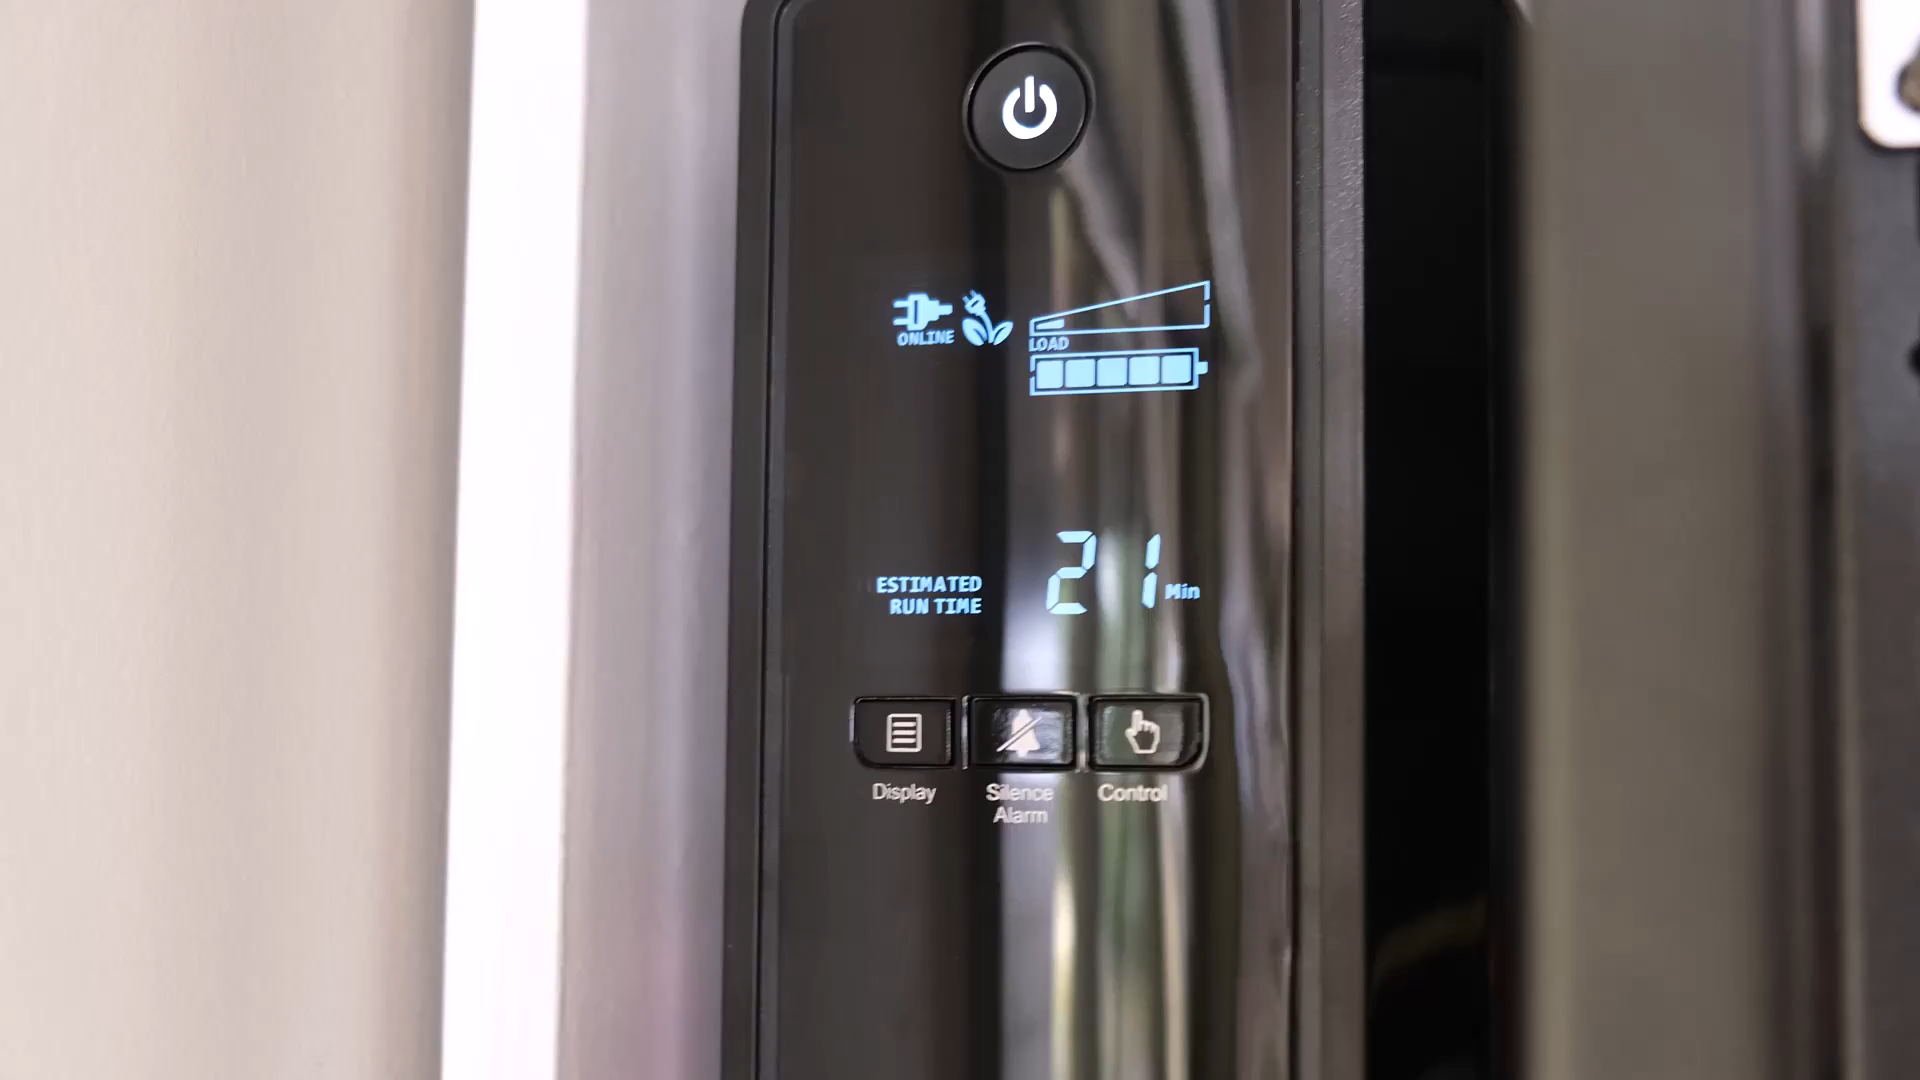 ONLINE
LOAD
ESTIMATED
RUN TIME
21 Min
Display
Silence
Alarm
Control